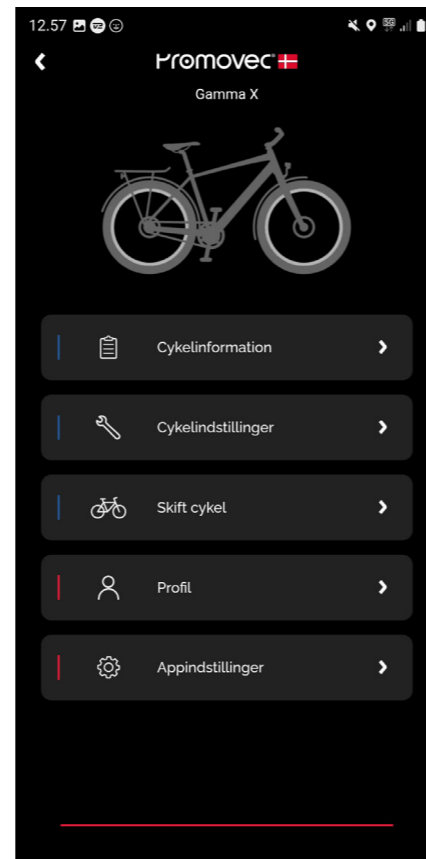 12.57
Promovec
Gamma X
Cykelinformation
Cykelindstillinger
Skift cykel
Profil
Appindstillinger